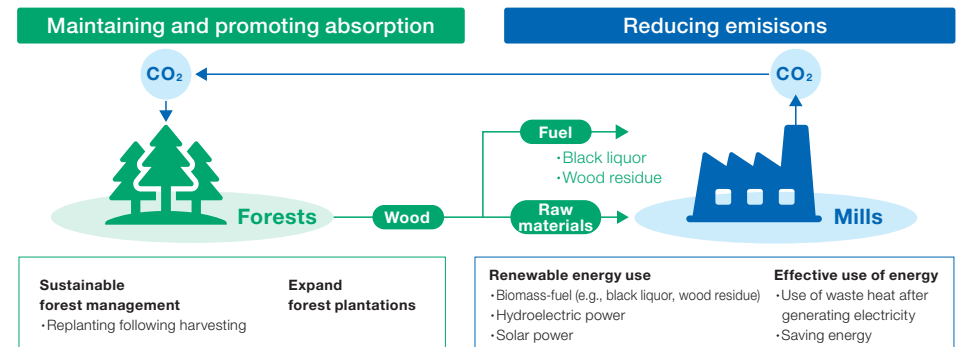 Maintaining and promoting absorption
Reducing emisisons
CO₂
CO₂
Fuel
・Black liquor
・Wood residue
Forests
Wood
Raw
materials
Mills
Sustainable
forest management
・Replanting following harvesting
Expand
forest plantations
Renewable energy use
・Biomass-fuel (e.g., black liquor, wood residue)
・Hydroelectric power
・Solar power
Effective use of energy
・Use of waste heat after
generating electricity
・Saving energy